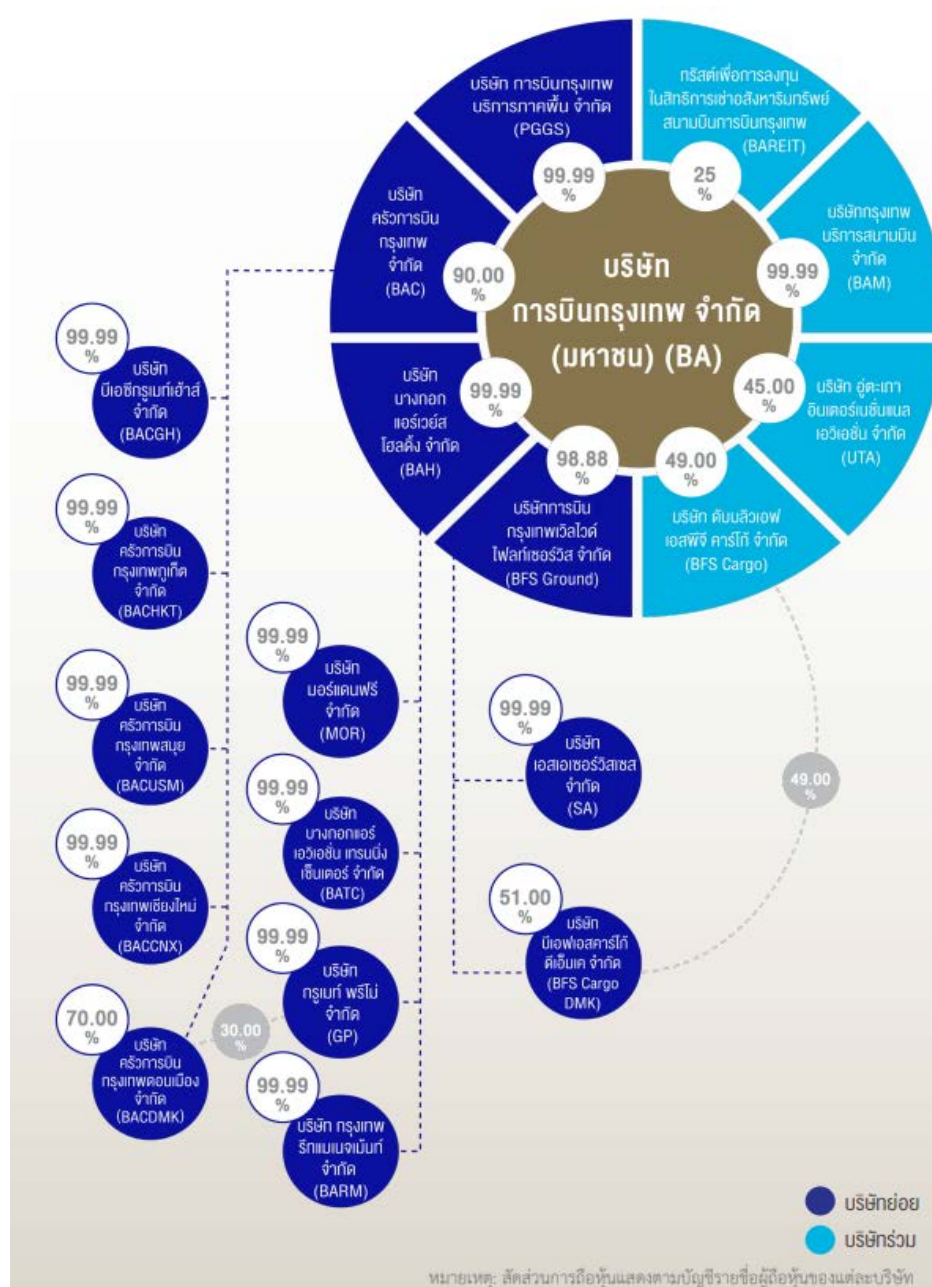 บริษัท การบินกรุงเทพ
บริการภาคพื้น จำกัด
(PGGS)
99.99
%
ทรัสต์เพื่อการลงทุน
ในสิทธิการเช่าอสังหาริมทรัพย์
สนามบินการบินกรุงเทพ
(BAREIT)
25
%
บริษัท
ครัวการบิน
กรุงเทพ
จำกัด
(BAC)
90.00
%
บริษัทกรุงเทพ
บริการสนามบิน
จำกัด
(BAM)
99.99
%
บริษัท
การบินกรุงเทพ จำกัด
(มหาชน) (BA)
บริษัท
บางกอก
แอร์เวย์ส
โฮลดิ้ง จำกัด
(BAH)
99.99
%
บริษัท อู่ตะเภา
อินเตอร์เนชั่นแนล
เอวิเอชั่น จำกัด
(UTA)
45.00
%
บริษัทการบิน
กรุงเทพเวิลไวด์
ไฟลท์เซอร์วิส จำกัด
(BFS Ground)
98.88
%
บริษัท ดับบลิวเอฟ
เอสพีจี คาร์โก้ จำกัด
(BFS Cargo)
49.00
%
99.99
%
บริษัท
บีเอซีกรูเมท์เฮ้าส์
จำกัด
(BACGH)
99.99
%
บริษัท
ครัวการบิน
กรุงเทพภูเก็ต
จำกัด
(BACHKT)
99.99
%
บริษัท
ครัวการบิน
กรุงเทพสมุย
จำกัด
(BACUSM)
99.99
%
บริษัท
ครัวการบิน
กรุงเทพเชียงใหม่
จำกัด
(BACCNX)
70.00
%
บริษัท
ครัวการบิน
กรุงเทพดอนเมือง
จำกัด
(BACDMK)
30.00
%
99.99
%
บริษัท
มอร์แดนฟรี
จำกัด
(MOR)
99.99
%
บริษัท
บางกอกแอร์
เอวิเอชั่น เทรนนิ่ง
เซ็นเตอร์ จำกัด
(BATC)
99.99
%
บริษัท
กรูเมท์ พรีโม่
จำกัด
(GP)
99.99
%
บริษัท กรุงเทพ
รีทแมเนจเม้นท์
จำกัด
(BARM)
99.99
%
บริษัท
เอสเอเซอร์วิสเซส
จำกัด
(SA)
51.00
%
บริษัท
บีเอฟเอสคาร์โก้
ดีเอ็มเค จำกัด
(BFS Cargo
DMK)
49.00
%
บริษัทย่อย
บริษัทร่วม
หมายเหตุ: สัดส่วนการถือหุ้นแสดงตามบัญชีรายชื่อผู้ถือหุ้นของแต่ละบริษัท